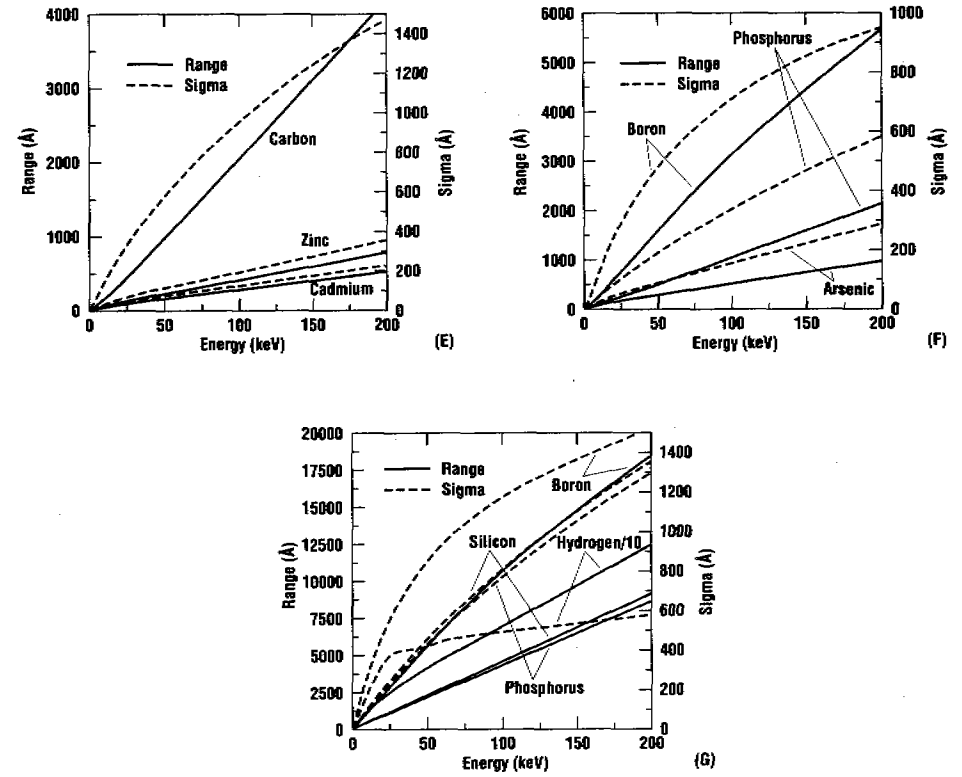 4000
3000
2000
1000
0
Range (Å)
Range
Sigma
Carbon
Zinc
Cadmium
1400
1200
1000
800
600
400
200
0
Sigma (Å)
0 50 100 150 200
Energy (keV)
(E)
6000
5000
4000
3000
2000
1000
0
Range (Å)
Phosphorus
Range
Sigma
Boron
Arsenic
1000
800
600
400
200
0
Sigma (Å)
0 50 100 150 200
Energy (keV)
(F)
20000
17500
15000
12500
10000
7500
5000
2500
0
Range (Å)
Range
Sigma
Boron
Silicon
Hydrogen/10
Phosphorus
1400
1200
1000
800
600
400
200
0
Sigma (Å)
0 50 100 150 200
Energy (keV)
(G)